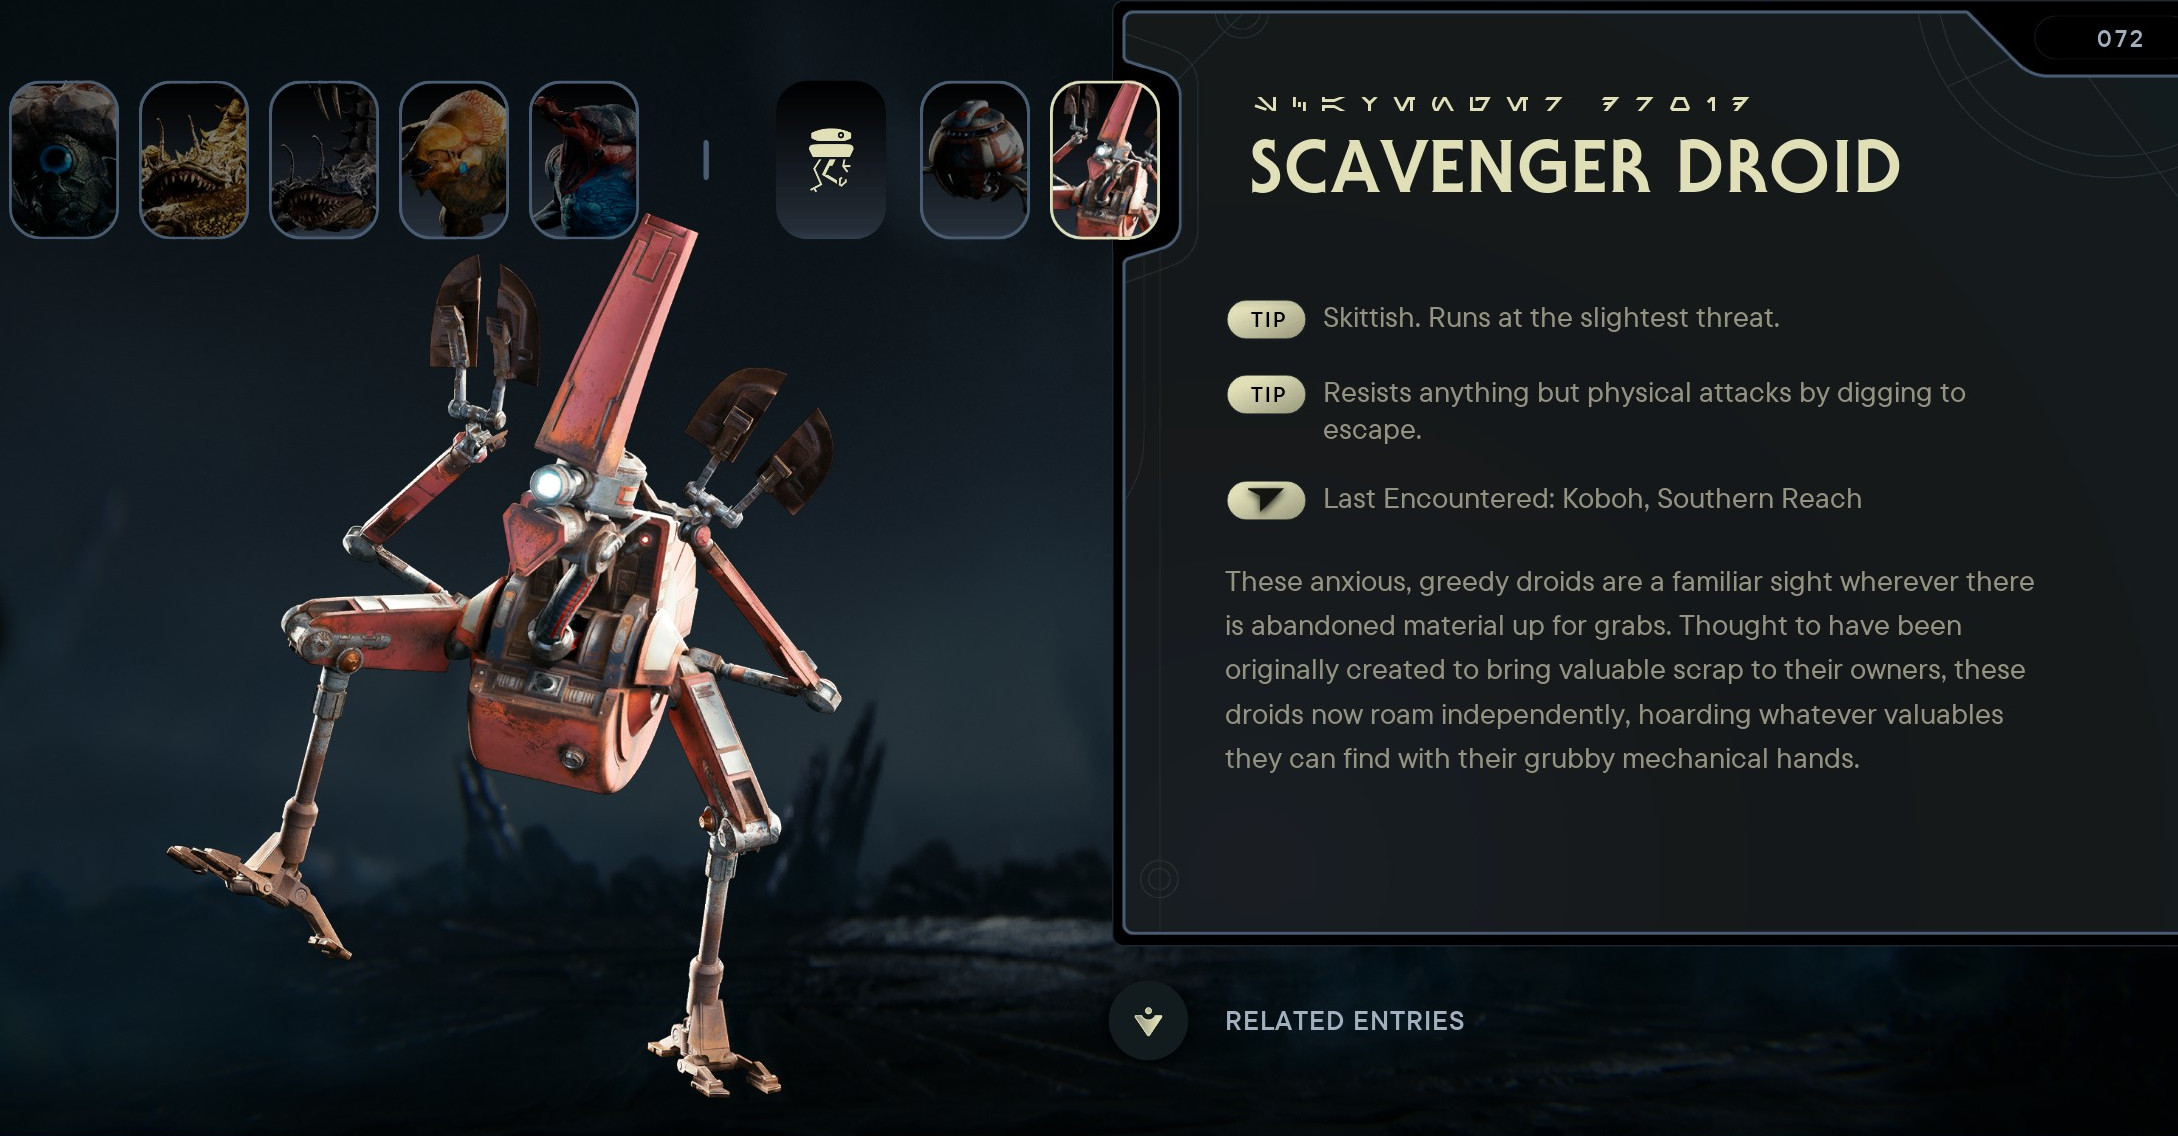 072
SCAVENGER DROID
TIP Skittish. Runs at the slightest threat.
TIP Resists anything but physical attacks by digging to
escape.
Last Encountered: Koboh, Southern Reach
These anxious, greedy droids are a familiar sight wherever there
is abandoned material up for grabs. Thought to have been
originally created to bring valuable scrap to their owners, these
droids now roam independently, hoarding whatever valuables
they can find with their grubby mechanical hands.
RELATED ENTRIES